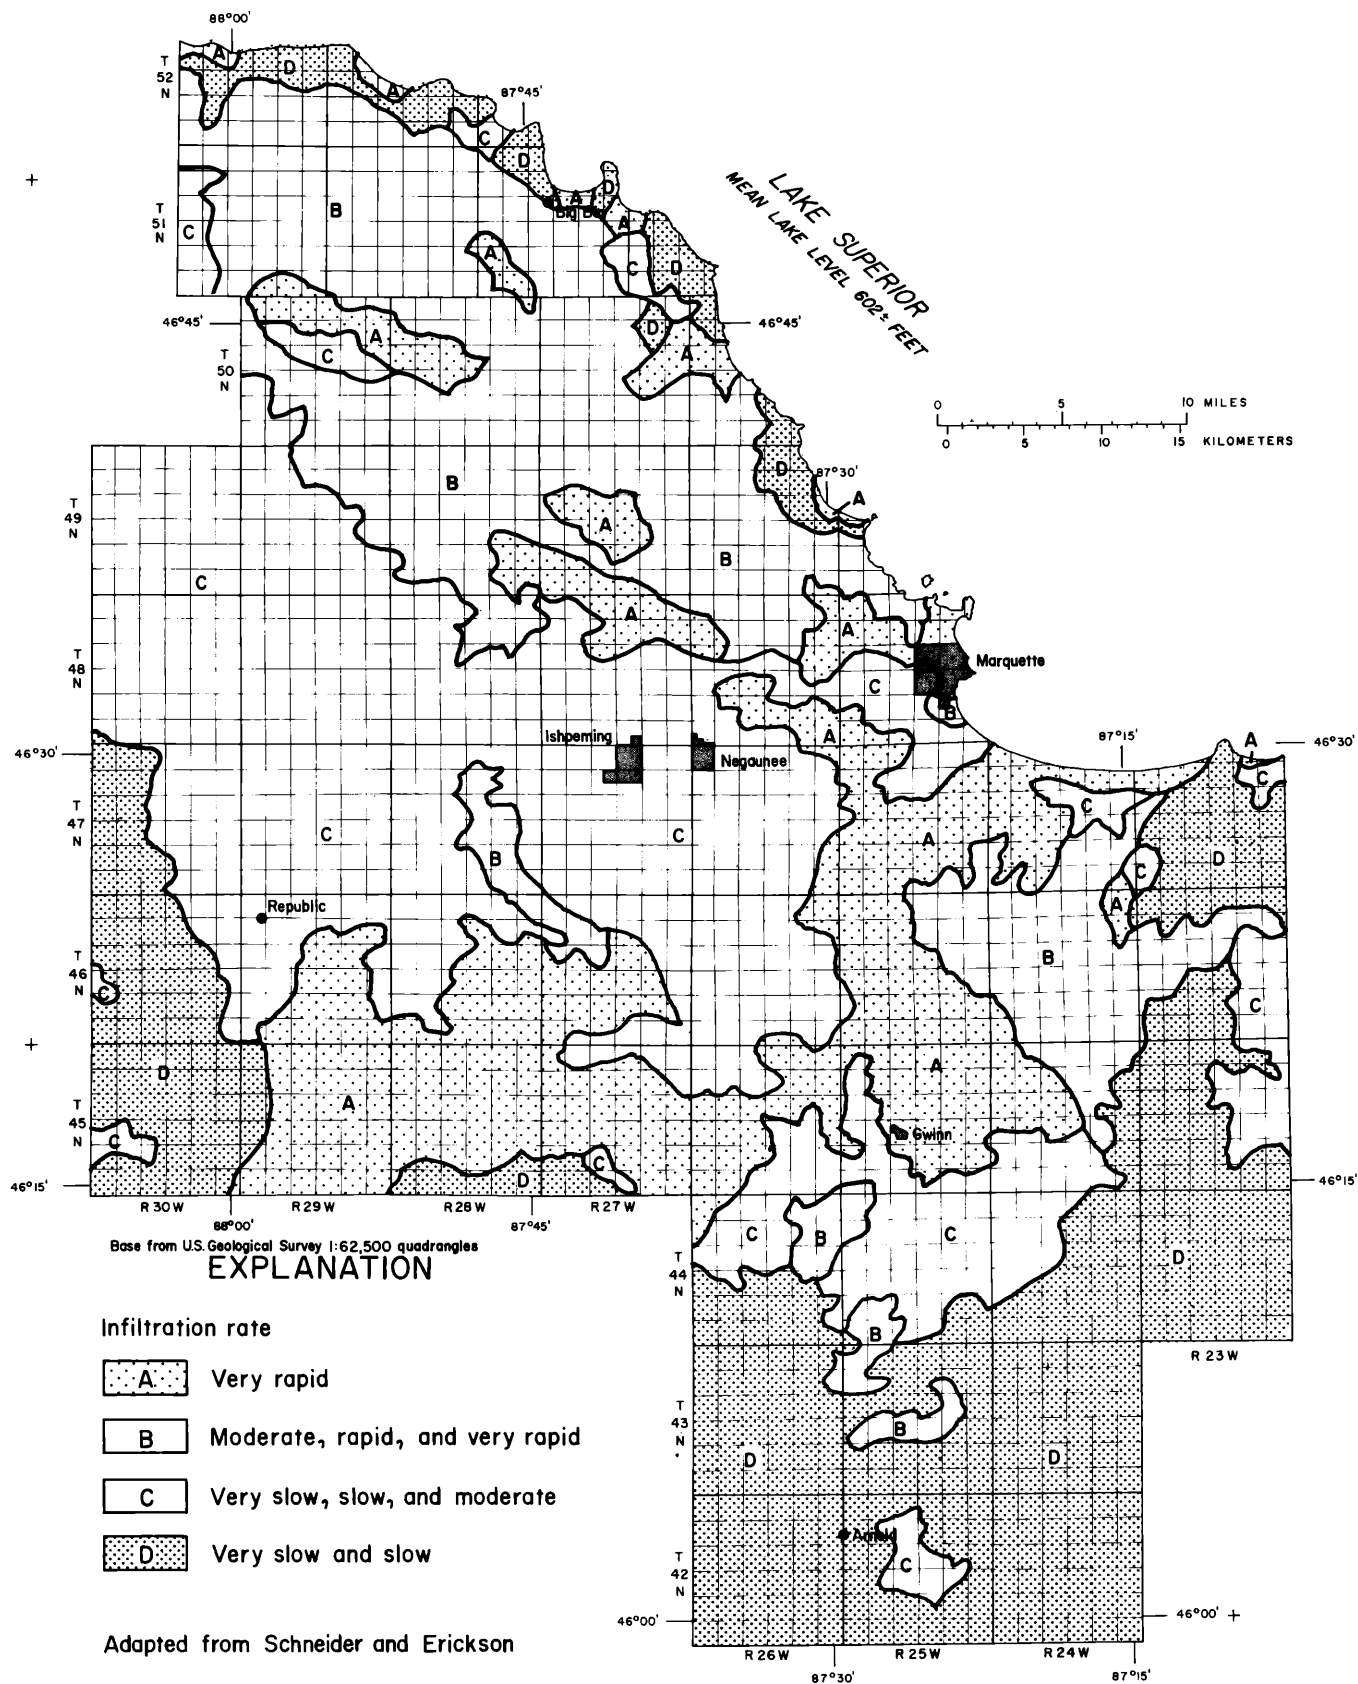 88°00'
A
T
52
N
D
A
87°45'
C
D
D
A
LAKE SUPERIOR
MEAN LAKE LEVEL 602± FEET
T
51
N
C
B
A
A
C
D
46°45'
D
46°45'
A
C
A
T
50
N
0 5 10 MILES
0 5 10 15 KILOMETERS
D
87°30'
B
A
T
49
N
A
B
C
A
A
T
48
N
Marquette
C
B
Ishpeming
Negaunee
A
87°15'
A
46°30'
46°30'
C
C
T
47
N
C
C
A
B
D
C
A
Republic
B
T
46
N
C
C
D
A
A
T
45
N
C
Gwinn
C
D
46°15'
46°15'
R 30 W
R 29 W
R 28 W
R 27 W
88°00'
87°45'
C
B
C
D
T
44
N
Base from U.S. Geological Survey 1:62,500 quadrangles
EXPLANATION
Infiltration rate
A Very rapid
B Moderate, rapid, and very rapid
C Very slow, slow, and moderate
D Very slow and slow
Adapted from Schneider and Erickson
B
R 23 W
T
43
N
B
D
D
Arnold
C
T
42
N
46°00'
46°00'
R 26 W
R 25 W
R 24 W
87°30'
87°15'